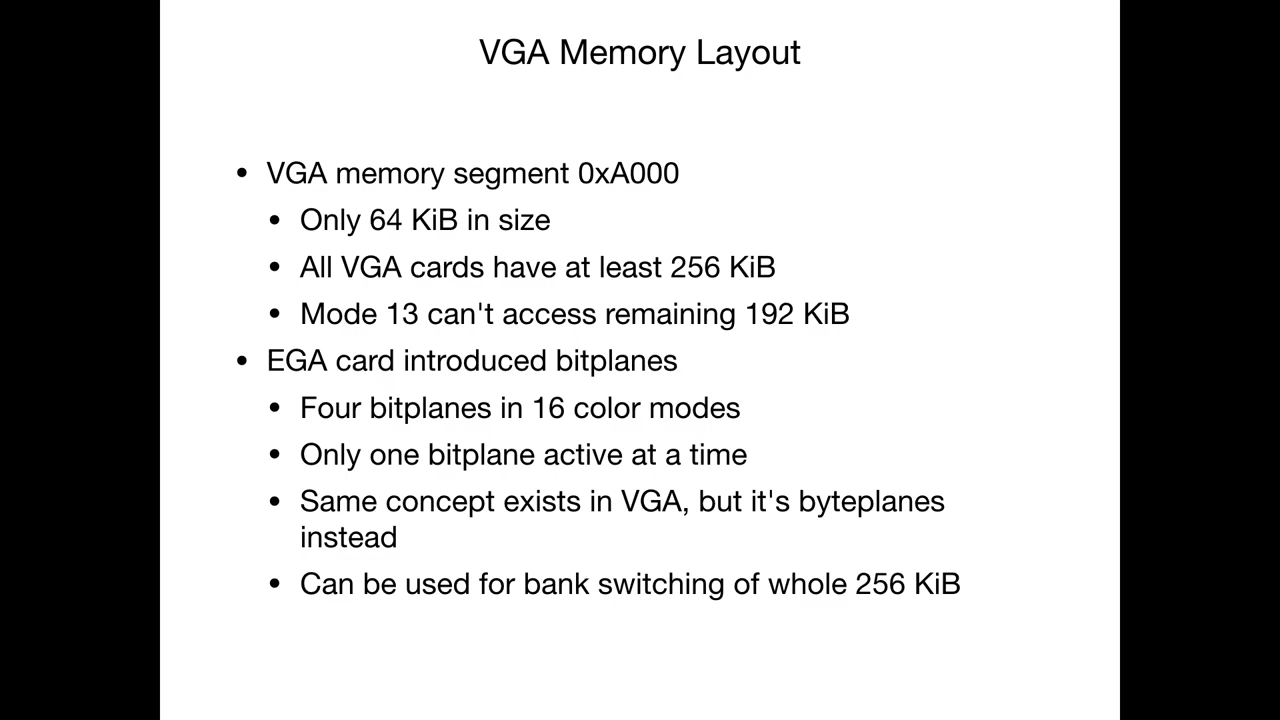 VGA Memory Layout
• VGA memory segment 0xA000
• Only 64 KiB in size
• All VGA cards have at least 256 KiB
• Mode 13 can't access remaining 192 KiB
• EGA card introduced bitplanes
• Four bitplanes in 16 color modes
• Only one bitplane active at a time
• Same concept exists in VGA, but it's byteplanes
instead
• Can be used for bank switching of whole 256 KiB